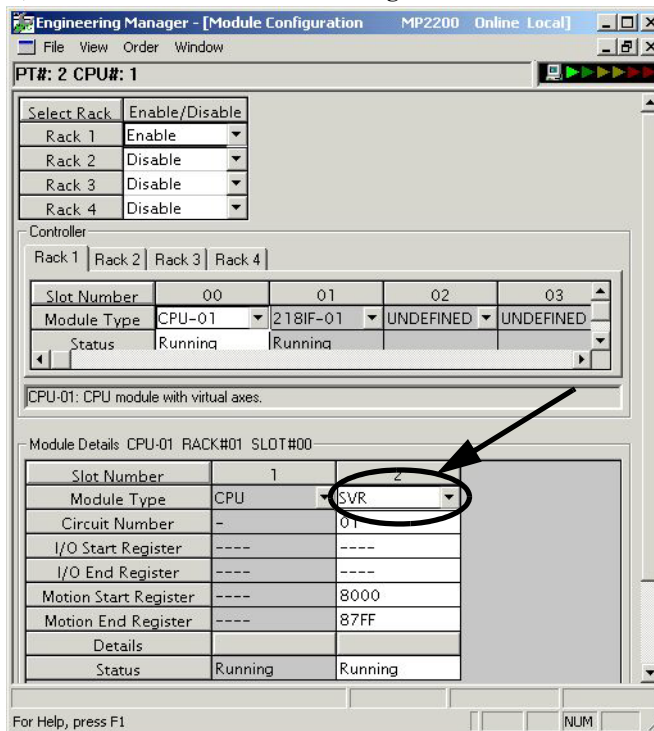 Engineering Manager - [Module Configuration MP2200 Online Local]
File View Order Window
PT#: 2 CPU#: 1
Select Rack Enable/Disable
Rack 1 Enable
Rack 2 Disable
Rack 3 Disable
Rack 4 Disable
Controller
Rack 1 Rack 2 Rack 3 Rack 4
Slot Number 00 01 02 03
Module Type CPU-01 218IF-01 UNDEFINED UNDEFINED
Status Running Running
CPU-01: CPU module with virtual axes.
Module Details CPU-01 RACK#01 SLOT#00
Slot Number 1 2
Module Type CPU SVR
Circuit Number - 01
I/O Start Register ---- ----
I/O End Register ---- ----
Motion Start Register ---- 8000
Motion End Register ---- 87FF
Details
Status Running Running
For Help, press F1 NUM